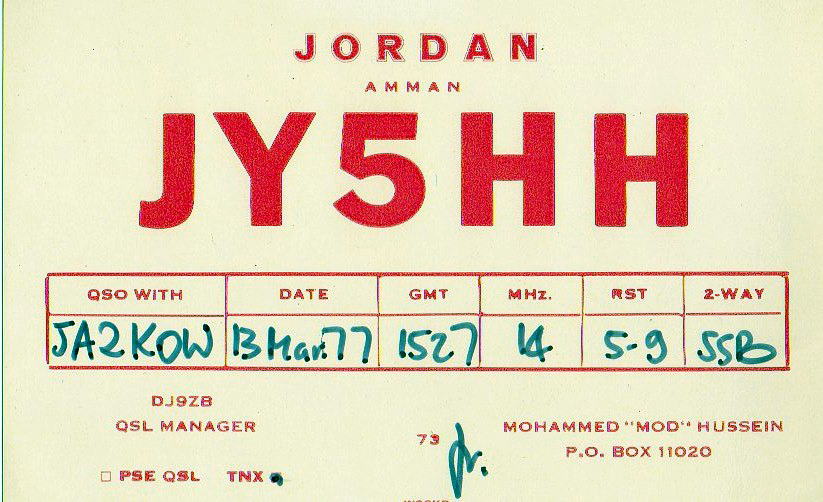 JORDAN
AMMAN
JY5HH
QSO WITH DATE GMT MHz. RST 2-WAY
JA2KOW 13 Mar. 77 1527 14 5-9 SSB
DJ9ZB
QSL MANAGER
73
MOHAMMED "MOD" HUSSEIN
P.O. BOX 11020
□ PSE QSL TNX